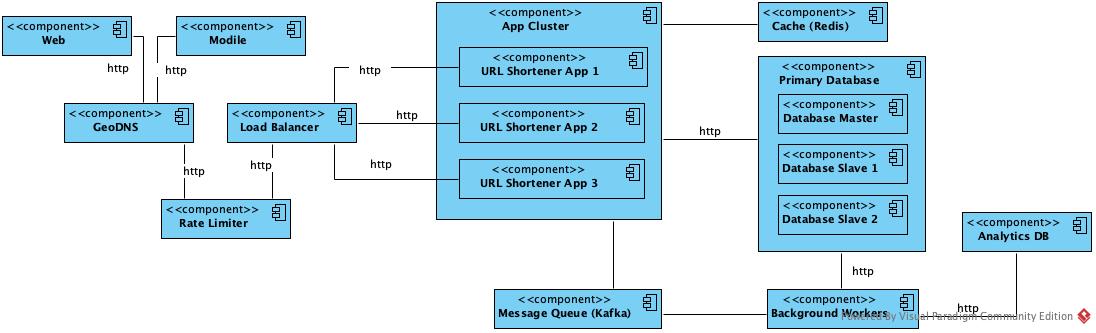 <<component>>
Web
<<component>>
Modile
http
http
<<component>>
GeoDNS
http
<<component>>
Rate Limiter
http
<<component>>
Load Balancer
http
http
http
<<component>>
App Cluster
<<component>>
URL Shortener App 1
<<component>>
URL Shortener App 2
<<component>>
URL Shortener App 3
<<component>>
Cache (Redis)
http
<<component>>
Primary Database
<<component>>
Database Master
<<component>>
Database Slave 1
<<component>>
Database Slave 2
http
<<component>>
Analytics DB
<<component>>
Message Queue (Kafka)
<<component>>
Background Workers
http
Powered By Visual Paradigm Community Edition